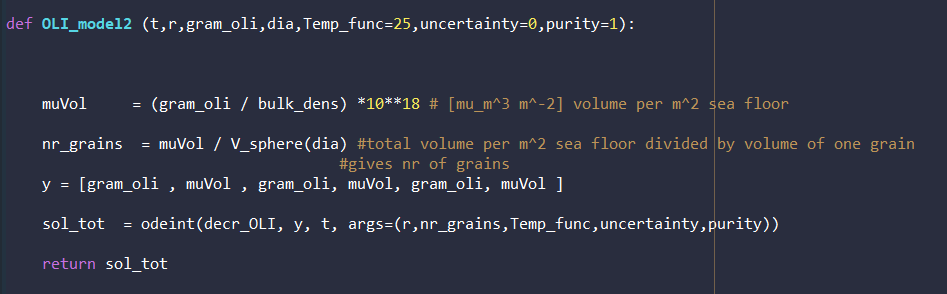 def OLI_model2 (t,r,gram_oli,dia,Temp_func=25,uncertainty=0,purity=1):
muVol     = (gram_oli / bulk_dens) *10**18 # [mu_m^3 m^-2] volume per m^2 sea floor
nr_grains  = muVol / V_sphere(dia) #total volume per m^2 sea floor divided by volume of one grain
#gives nr of grains
y = [gram_oli , muVol , gram_oli, muVol, gram_oli, muVol ]
sol_tot  = odeint(decr_OLI, y, t, args=(r,nr_grains,Temp_func,uncertainty,purity))
return sol_tot